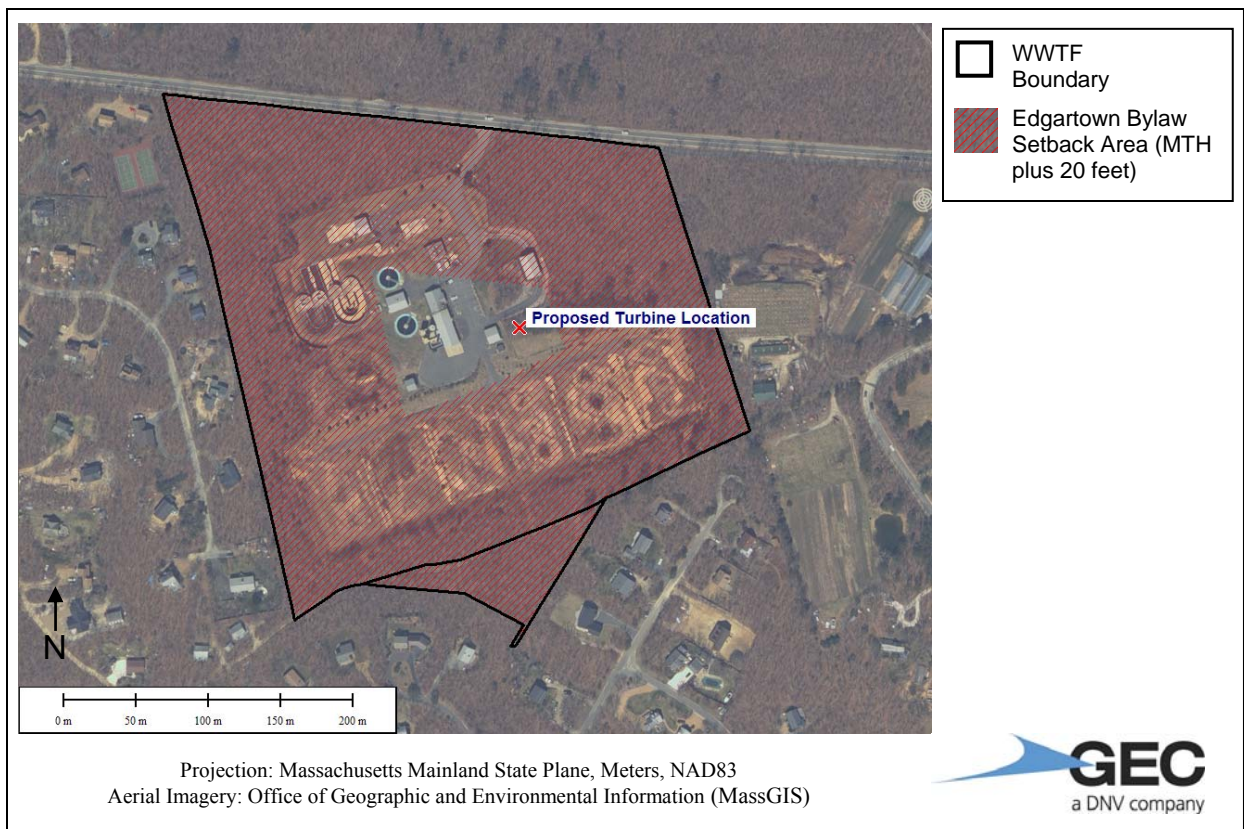 WWTF
Boundary
Edgartown Bylaw
Setback Area (MTH
plus 20 feet)
Proposed Turbine Location
N
0 m 50 m 100 m 150 m 200 m
Projection: Massachusetts Mainland State Plane, Meters, NAD83
Aerial Imagery: Office of Geographic and Environmental Information (MassGIS)
GEC
a DNV company